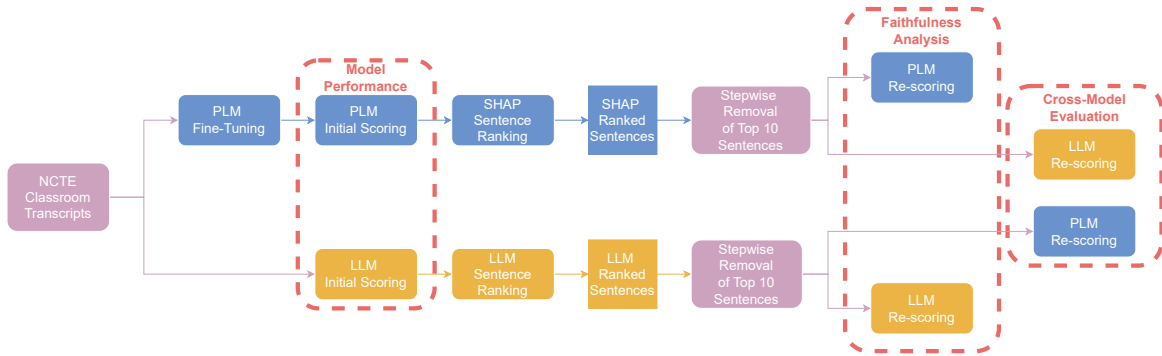 NCTE
Classroom
Transcripts
PLM
Fine-Tuning
Model
Performance
PLM
Initial Scoring
LLM
Initial Scoring
SHAP
Sentence
Ranking
SHAP
Ranked
Sentences
Stepwise
Removal
of Top 10
Sentences
LLM
Sentence
Ranking
LLM
Ranked
Sentences
Stepwise
Removal
of Top 10
Sentences
Faithfulness
Analysis
PLM
Re-scoring
LLM
Re-scoring
Cross-Model
Evaluation
LLM
Re-scoring
PLM
Re-scoring